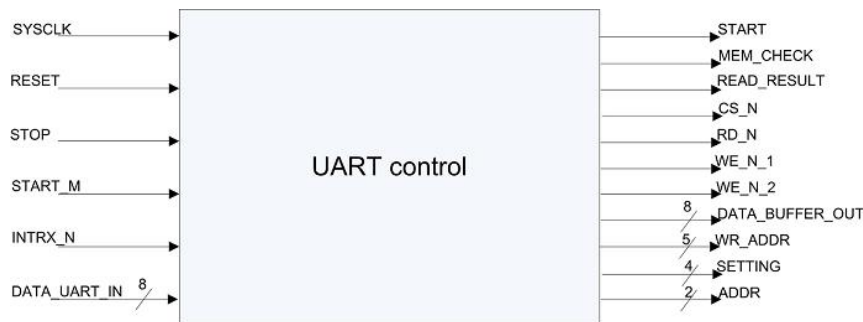 SYSCLK
RESET
STOP
START_M
INTRX_N
DATA_UART_IN 8
UART control
START
MEM_CHECK
READ_RESULT
CS_N
RD_N
WE_N_1
WE_N_2
8 DATA_BUFFER_OUT
5 WR_ADDR
4 SETTING
2 ADDR